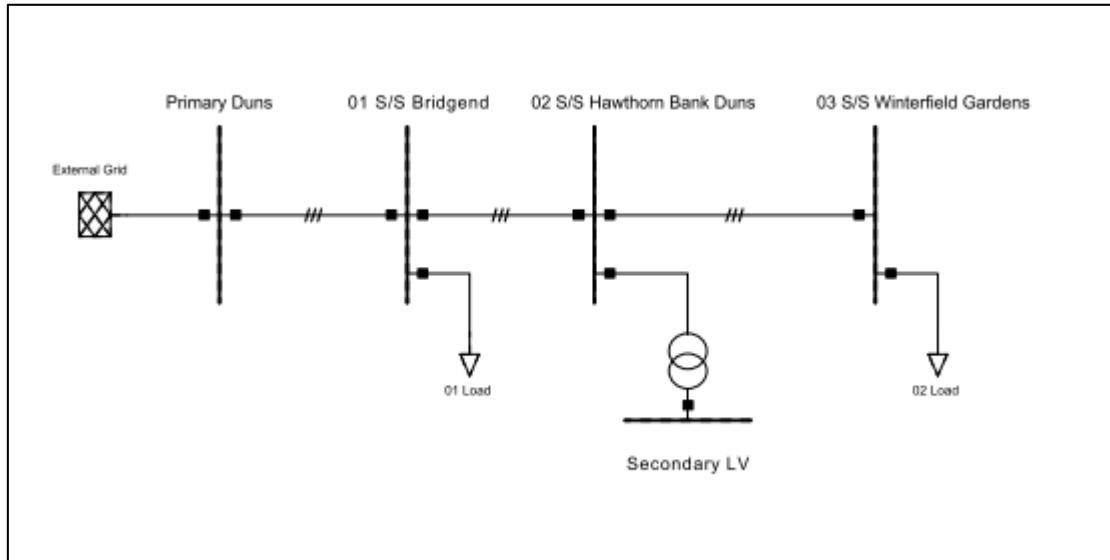 Primary Duns
01 S/S Bridgend
02 S/S Hawthorn Bank Duns
03 S/S Winterfield Gardens
External Grid
01 Load
02 Load
Secondary LV